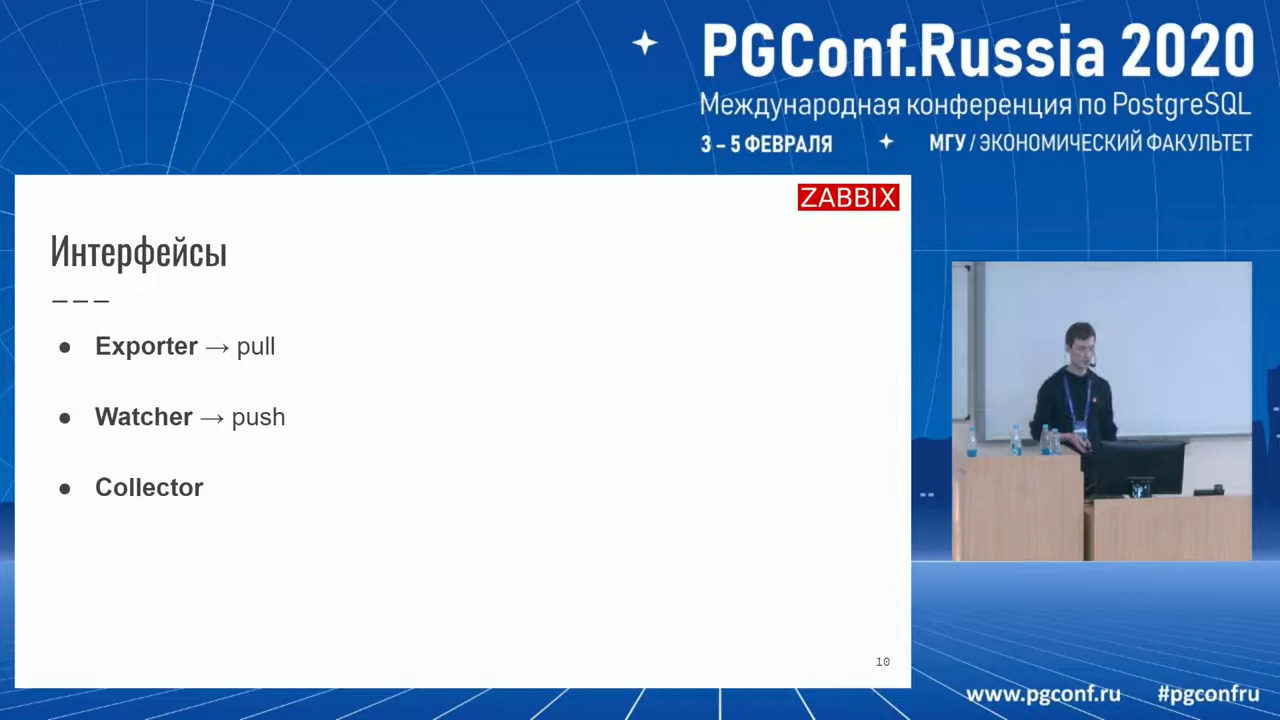 PGConf.Russia 2020
Международная конференция по PostgreSQL
3 – 5 ФЕВРАЛЯ МГУ / ЭКОНОМИЧЕСКИЙ ФАКУЛЬТЕТ
ZABBIX
Интерфейсы
–––
● Exporter → pull
● Watcher → push
● Collector
10
www.pgconf.ru #pgconfru